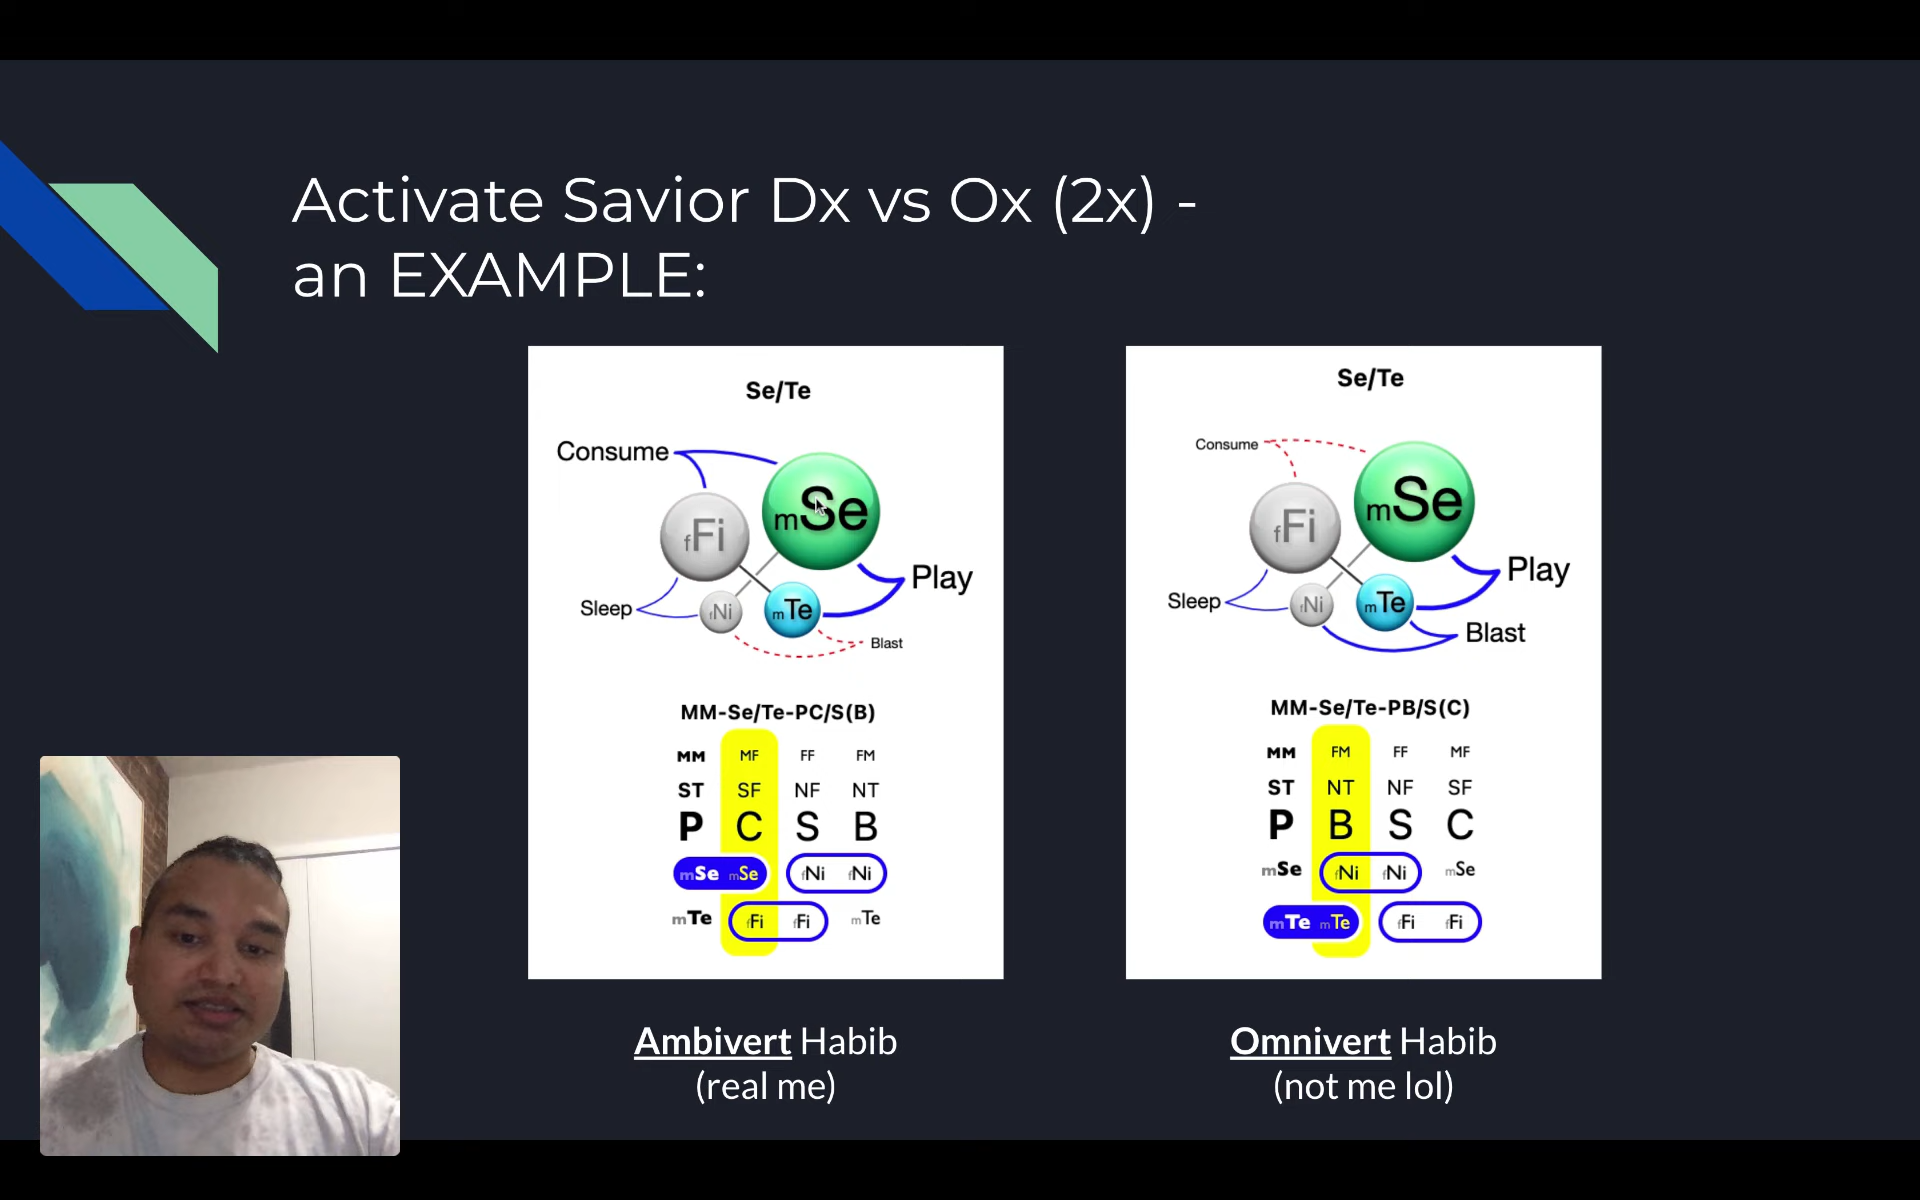 Activate Savior Dx vs Ox (2x) -
an EXAMPLE:
Se/Te
Consume
mSe
fFi
Play
Sleep
fNi
mTe
Blast
MM-Se/Te-PC/S(B)
MM MF FF FM
ST SF NF NT
P C S B
mSe mSe fNi fNi
mTe fFi fFi mTe
Ambivert Habib
(real me)
Se/Te
Consume
mSe
fFi
Play
Sleep
fNi
mTe
Blast
MM-Se/Te-PB/S(C)
MM FM FF MF
ST NT NF SF
P B S C
mSe fNi fNi mSe
mTe mTe fFi fFi
Omnivert Habib
(not me lol)